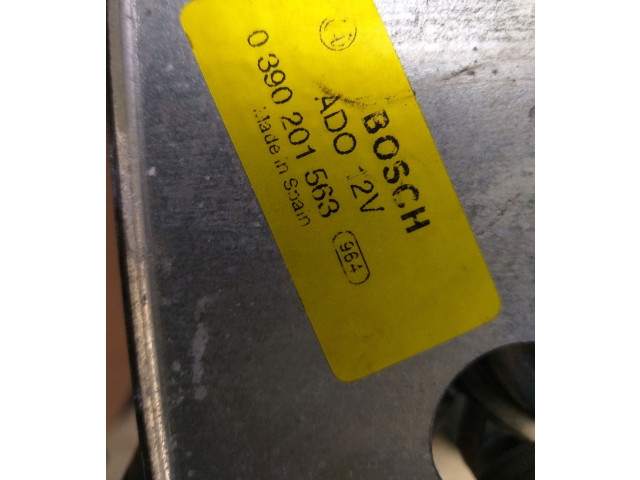 BOSCH
ADO 12V
0 390 201 563
Made in Spain
964